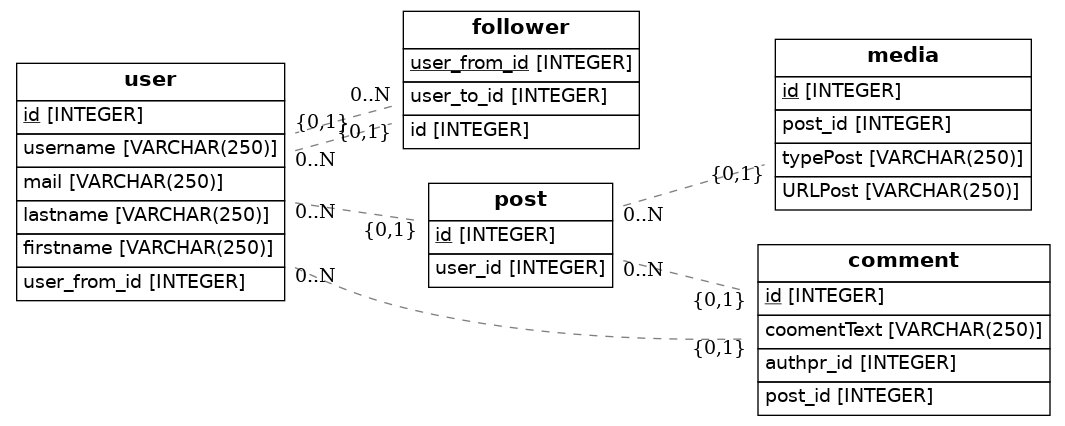 user
id [INTEGER]
username [VARCHAR(250)]
mail [VARCHAR(250)]
lastname [VARCHAR(250)]
firstname [VARCHAR(250)]
user_from_id [INTEGER]
follower
user_from_id [INTEGER]
user_to_id [INTEGER]
id [INTEGER]
0..N
{0,1}
{0,1}
0..N
0..N
{0,1}
0..N
{0,1}
post
id [INTEGER]
user_id [INTEGER]
{0,1}
0..N
0..N
{0,1}
media
id [INTEGER]
post_id [INTEGER]
typePost [VARCHAR(250)]
URLPost [VARCHAR(250)]
comment
id [INTEGER]
coomentText [VARCHAR(250)]
authpr_id [INTEGER]
post_id [INTEGER]